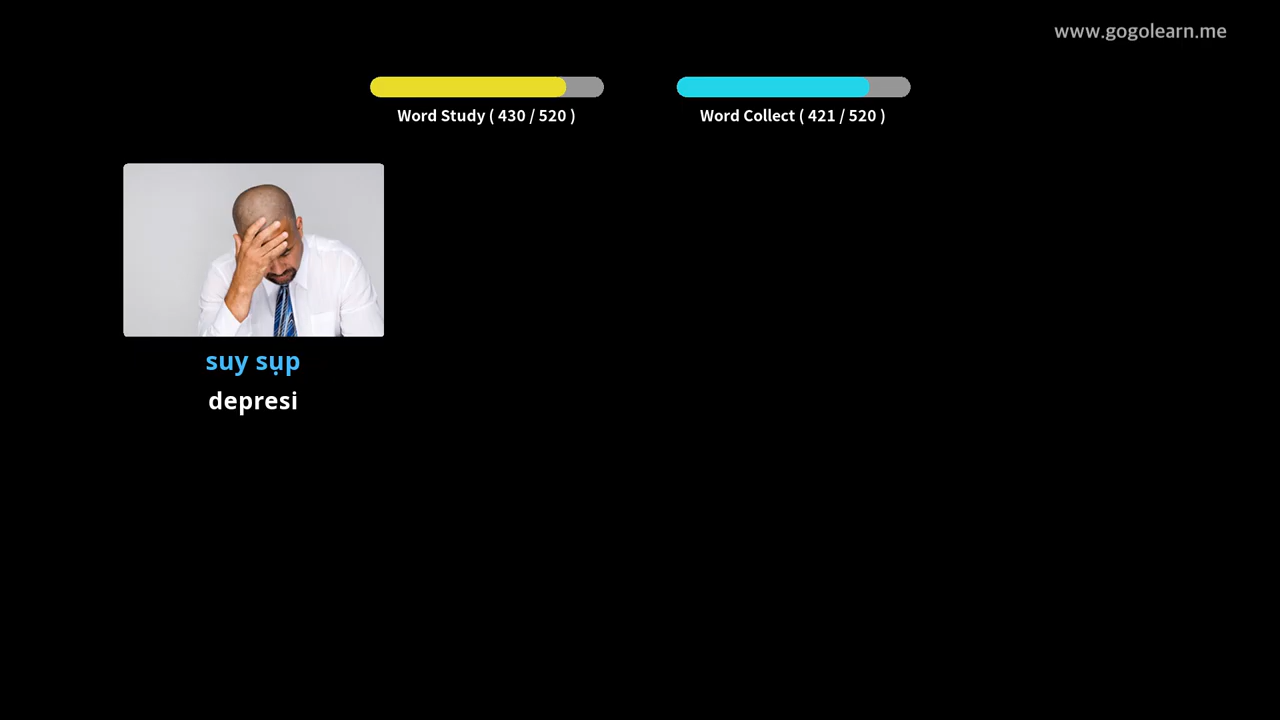 www.gogolearn.me
Word Study ( 430 / 520 )
Word Collect ( 421 / 520 )
suy sụp
depresi